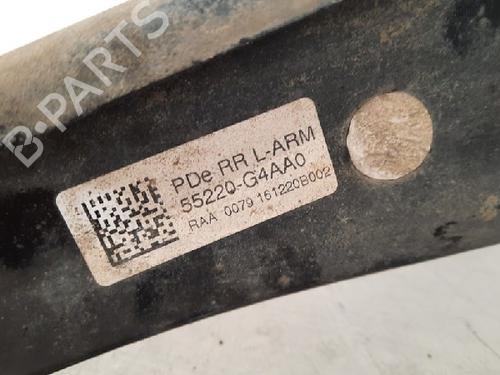 B-PARTS
PDe RR L-ARM
55220-G4AA0
RAA 0079 161220B002